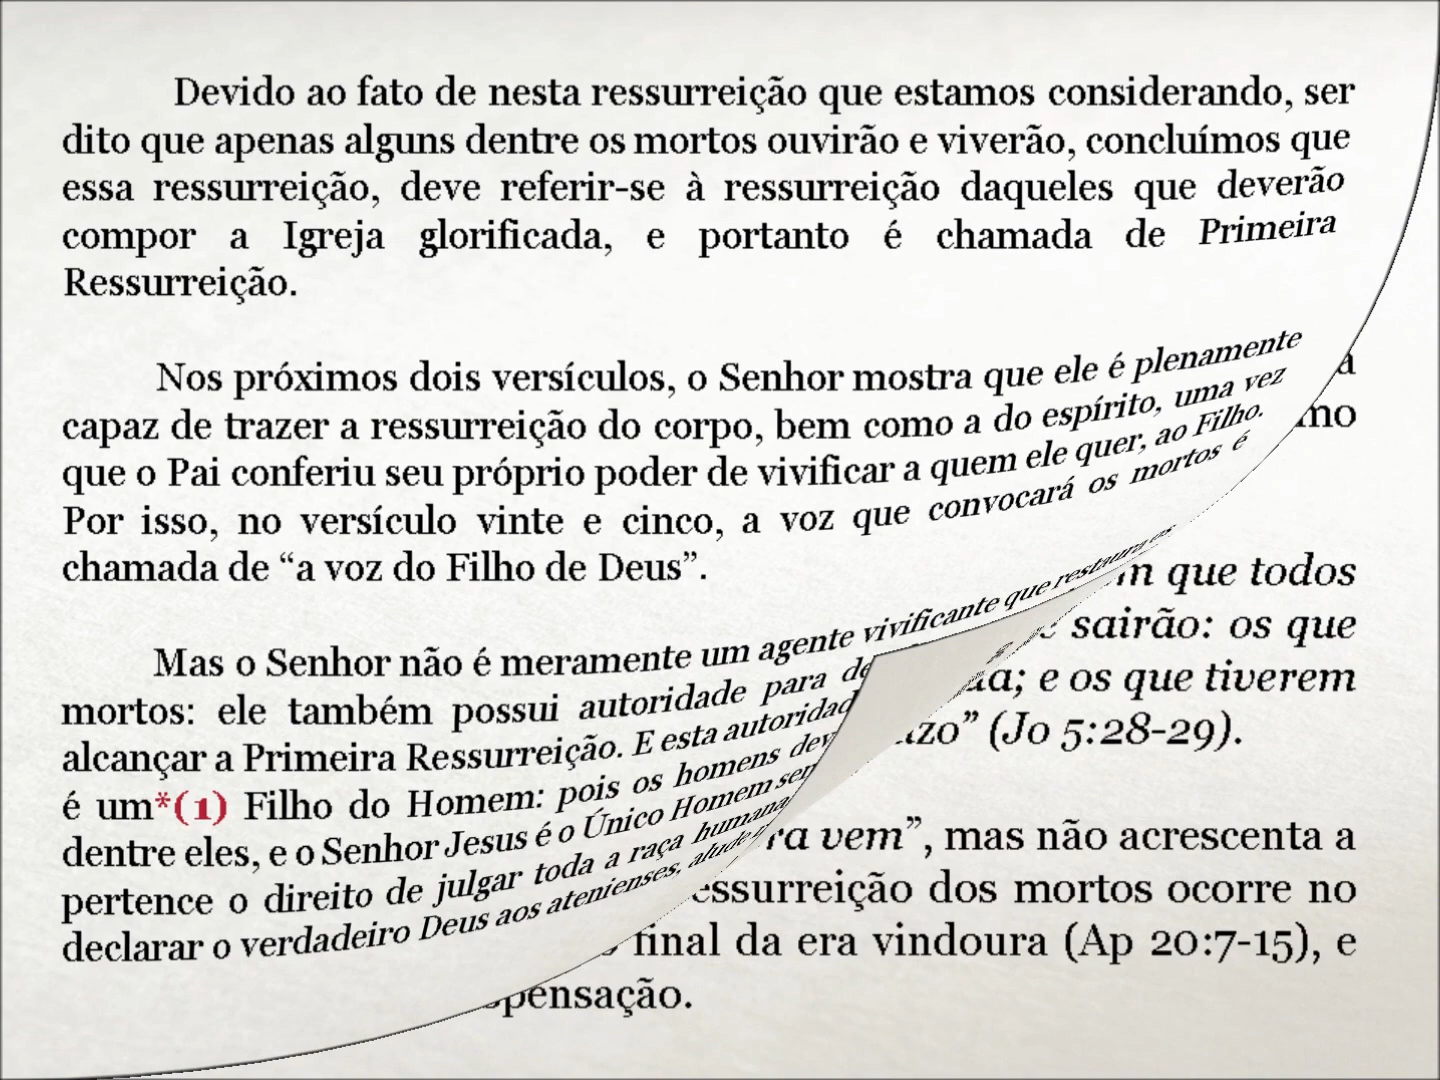 Devido ao fato de nesta ressurreição que estamos considerando, ser
dito que apenas alguns dentre os mortos ouvirão e viverão, concluímos que
essa ressurreição, deve referir-se à ressurreição daqueles que deverão
compor a Igreja glorificada, e portanto é chamada de Primeira
Ressurreição.
Nos próximos dois versículos, o Senhor mostra que ele é plenamente
capaz de trazer a ressurreição do corpo, bem como a do espírito, uma vez
que o Pai conferiu seu próprio poder de vivificar a quem ele quer, ao Filho.
Por isso, no versículo vinte e cinco, a voz que convocará os mortos é
chamada de “a voz do Filho de Deus”.
Mas o Senhor não é meramente um agente vivificante que restaura os
mortos: ele também possui autoridade para
alcançar a Primeira Ressurreição. E esta
é um*(1) Filho do Homem: pois os homens
dentre eles, e o Senhor Jesus é o Único Homem
pertence o direito de julgar toda a raça
declarar o verdadeiro Deus aos atenienses,
que todos
sairão: os que
e os que tiverem
(Jo 5:28-29).
vem”, mas não acrescenta a
dos mortos ocorre no
final da era vindoura (Ap 20:7-15), e